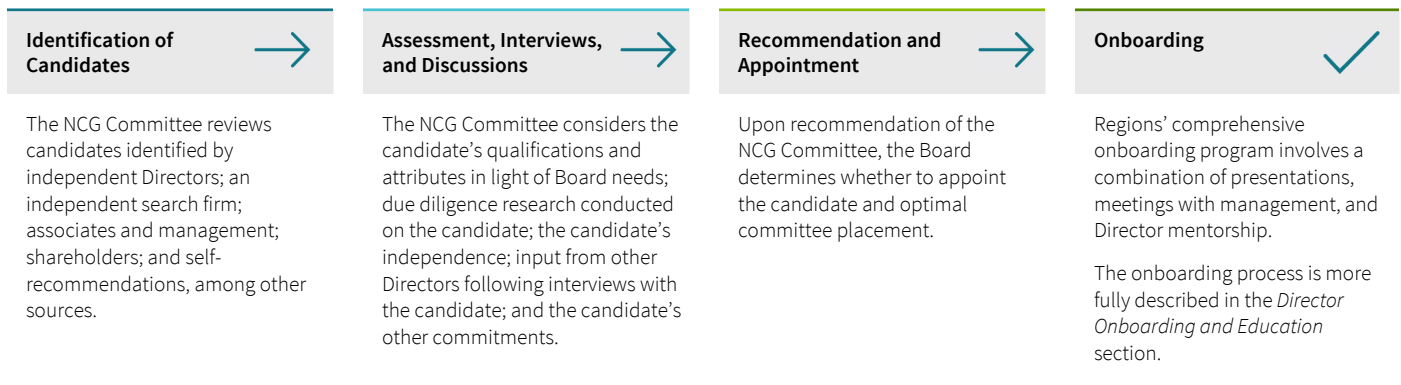 Identification of
Candidates
The NCG Committee reviews
candidates identified by
independent Directors; an
independent search firm;
associates and management;
shareholders; and self-
recommendations, among other
sources.
Assessment, Interviews,
and Discussions
The NCG Committee considers the
candidate’s qualifications and
attributes in light of Board needs;
due diligence research conducted
on the candidate; the candidate’s
independence; input from other
Directors following interviews with
the candidate; and the candidate’s
other commitments.
Recommendation and
Appointment
Upon recommendation of the
NCG Committee, the Board
determines whether to appoint
the candidate and optimal
committee placement.
Onboarding
Regions’ comprehensive
onboarding program involves a
combination of presentations,
meetings with management, and
Director mentorship.
The onboarding process is more
fully described in the Director
Onboarding and Education
section.